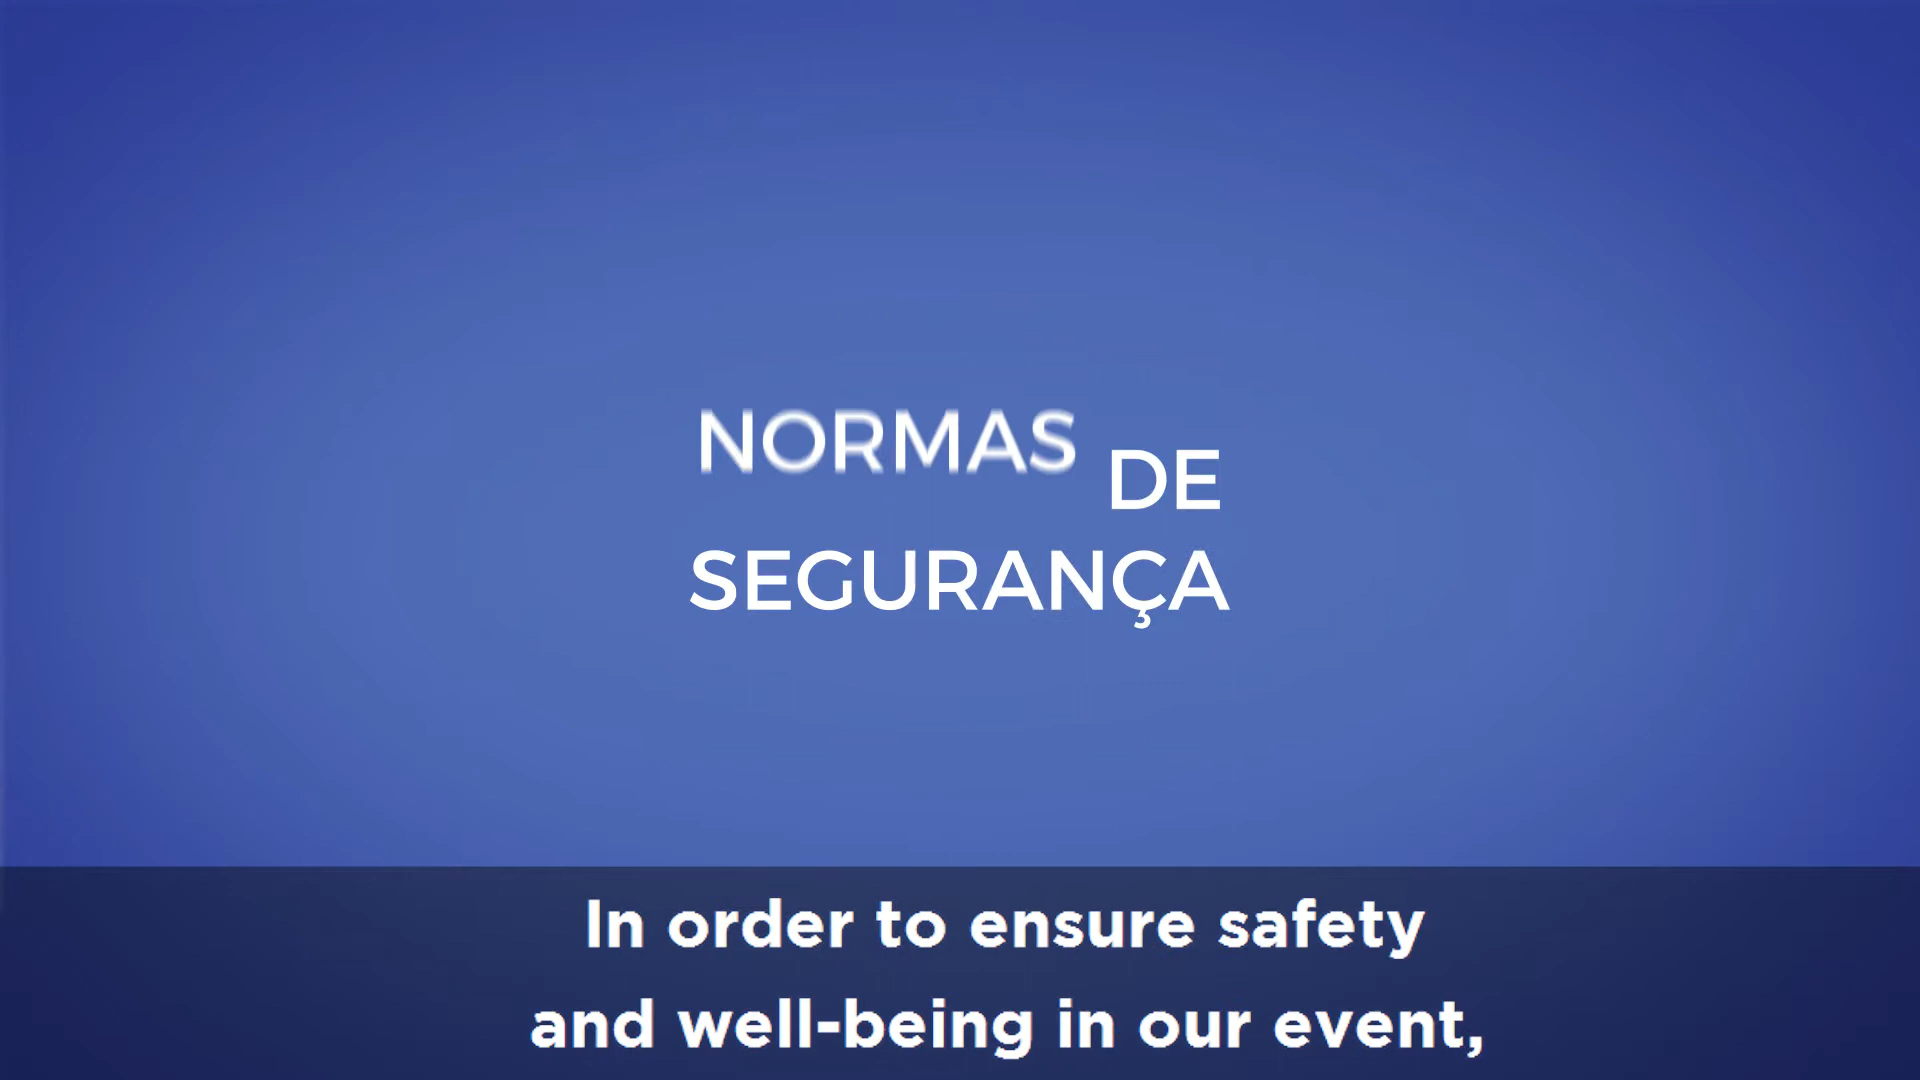 NORMAS DE
SEGURANÇA
In order to ensure safety
and well-being in our event,